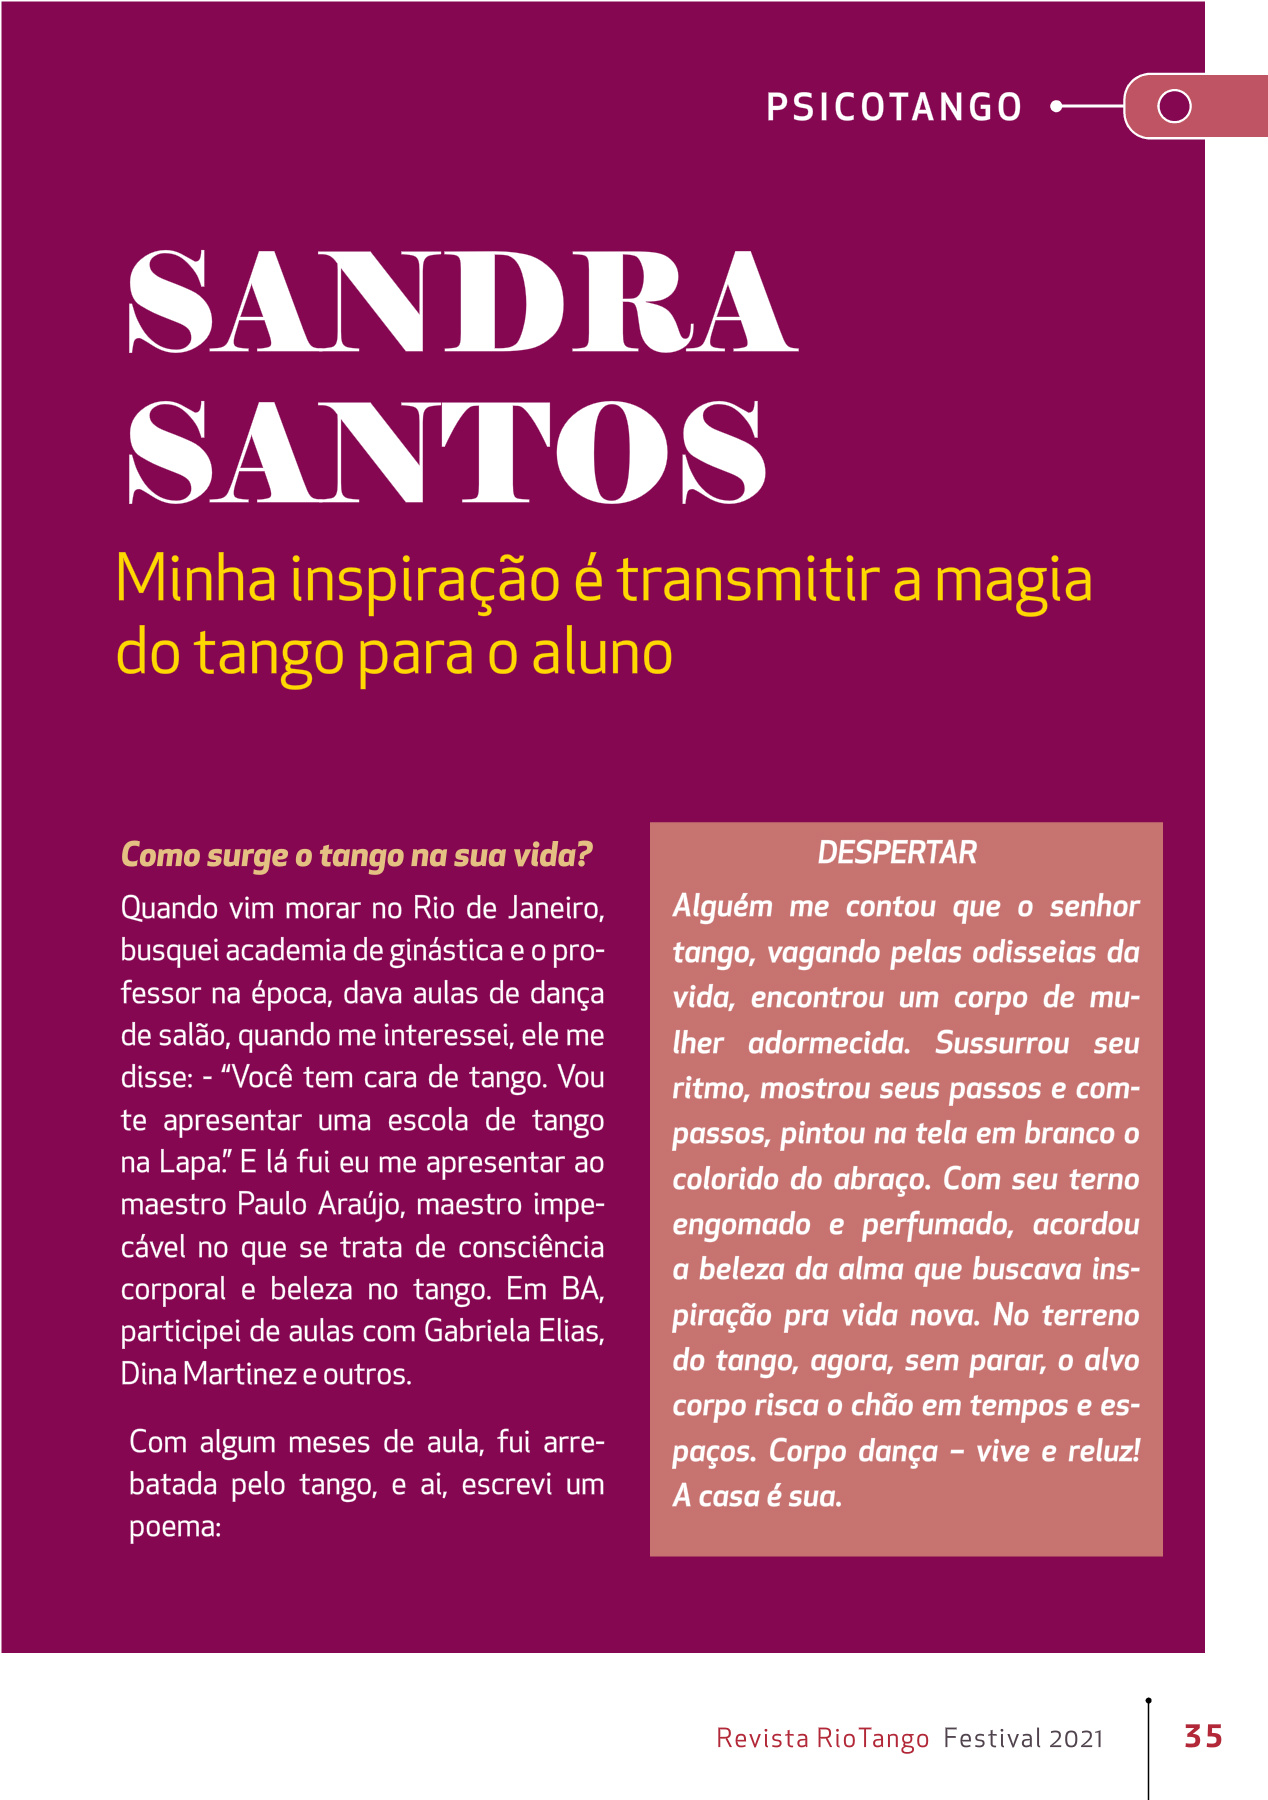 PSICOTANGO
SANDRA
SANTOS
Minha inspiração é transmitir a magia
do tango para o aluno
Como surge o tango na sua vida?
Quando vim morar no Rio de Janeiro,
busquei academia de ginástica e o pro-
fessor na época, dava aulas de dança
de salão, quando me interessei, ele me
disse: - “Você tem cara de tango. Vou
te apresentar uma escola de tango
na Lapa.” E lá fui eu me apresentar ao
maestro Paulo Araújo, maestro impe-
cável no que se trata de consciência
corporal e beleza no tango. Em BA,
participei de aulas com Gabriela Elias,
Dina Martinez e outros.
Com algum meses de aula, fui arre-
batada pelo tango, e ai, escrevi um
poema:
DESPERTAR
Alguém me contou que o senhor
tango, vagando pelas odisseias da
vida, encontrou um corpo de mu-
lher adormecida. Sussurrou seu
ritmo, mostrou seus passos e com-
passos, pintou na tela em branco o
colorido do abraço. Com seu terno
engomado e perfumado, acordou
a beleza da alma que buscava ins-
piração pra vida nova. No terreno
do tango, agora, sem parar, o alvo
corpo risca o chão em tempos e es-
paços. Corpo dança – vive e reluz!
A casa é sua.
Revista RioTango Festival 2021 35